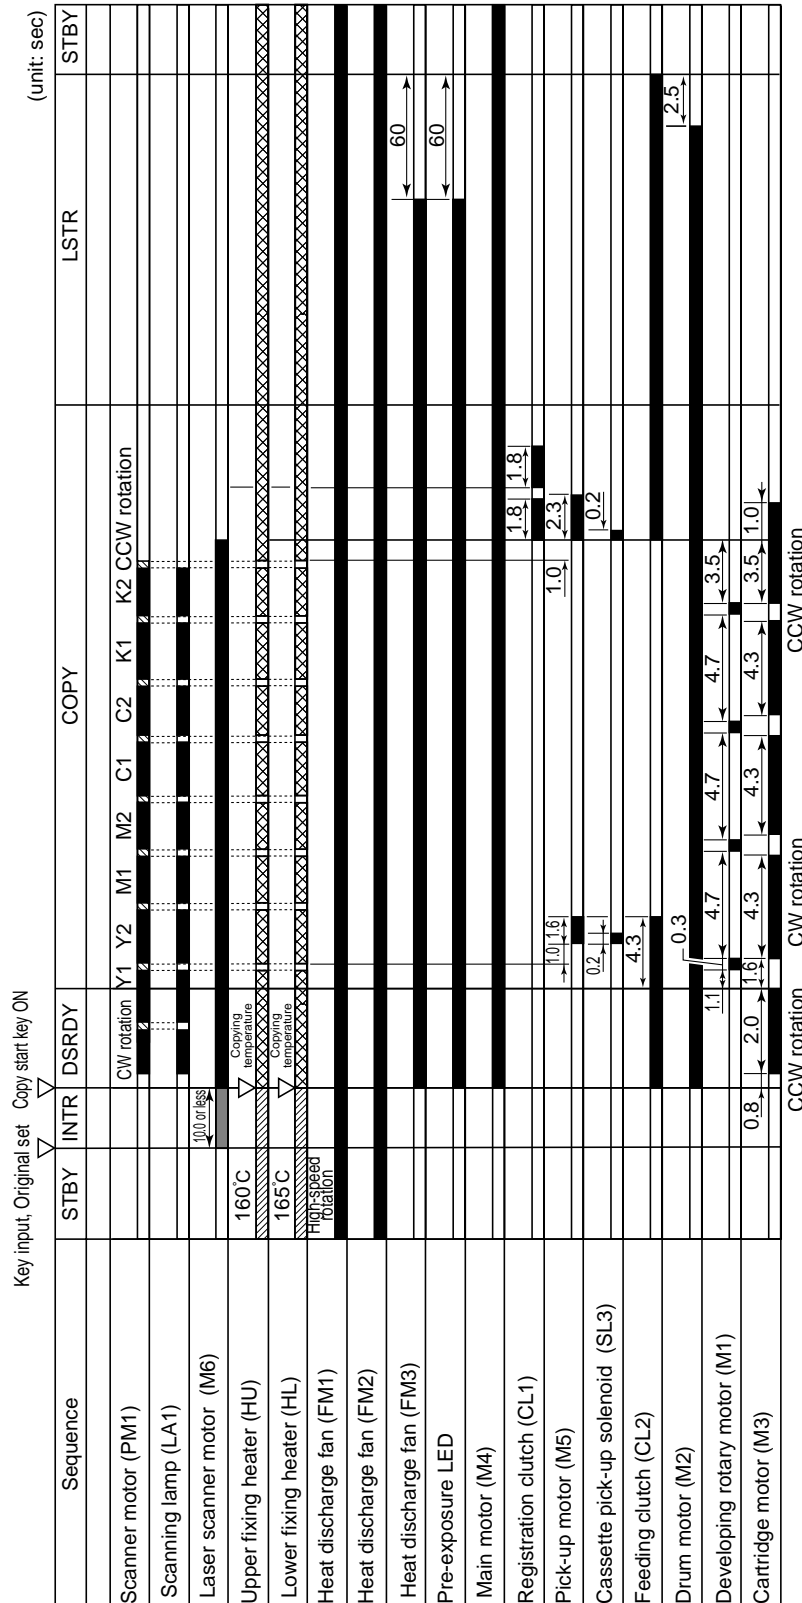 (unit: sec)
Key input, Original set Copy start key ON
Sequence STBY INTR DSRDY COPY LSTR STBY
CW rotation Y1 Y2 M1 M2 C1 C2 K1 K2 CCW rotation
Scanner motor (PM1)
Scanning lamp (LA1)
Laser scanner motor (M6) 10.0 or less
Upper fixing heater (HU) 160°C Copying temperature
Lower fixing heater (HL) 165°C Copying temperature
Heat discharge fan (FM1) High-speed rotation
Heat discharge fan (FM2)
Heat discharge fan (FM3) 60
Pre-exposure LED 60
Main motor (M4)
Registration clutch (CL1) 1.8 1.8
Pick-up motor (M5) 1.0 1.6 1.0 2.3
Cassette pick-up solenoid (SL3) 0.2 0.2
Feeding clutch (CL2) 4.3
Drum motor (M2) 0.3 2.5
Developing rotary motor (M1) 1.1 4.7 4.7 4.7 3.5
Cartridge motor (M3) 0.8 2.0 1.6 4.3 4.3 4.3 3.5 1.0
CCW rotation CW rotation CCW rotation